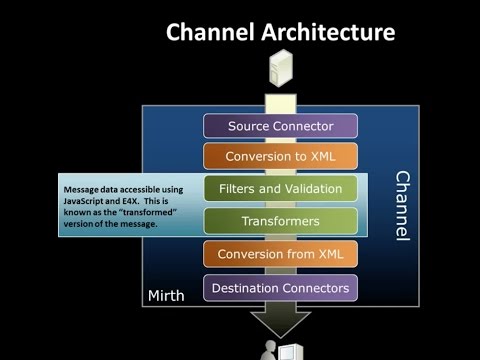 Channel Architecture
Source Connector
Conversion to XML
Message data accessible using
JavaScript and E4X. This is
known as the “transformed”
version of the message.
Filters and Validation
Transformers
Conversion from XML
Destination Connectors
Channel
Mirth